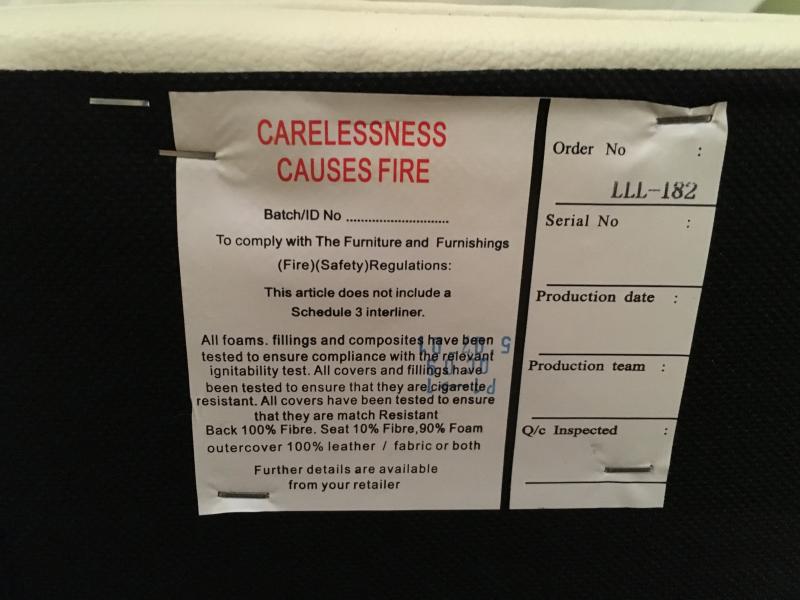 CARELESSNESS
CAUSES FIRE
Batch/ID No ............................
To comply with The Furniture and Furnishings
(Fire)(Safety)Regulations:
This article does not include a
Schedule 3 interliner.
All foams. fillings and composites have been
tested to ensure compliance with the relevant
ignitability test. All covers and fillings have
been tested to ensure that they are cigarette
resistant. All covers have been tested to ensure
that they are match Resistant
Back 100% Fibre. Seat 10% Fibre,90% Foam
outercover 100% leather / fabric or both
Further details are available
from your retailer
Order No :
LLL-182
Serial No :
Production date :
Production team :
Q/c Inspected :